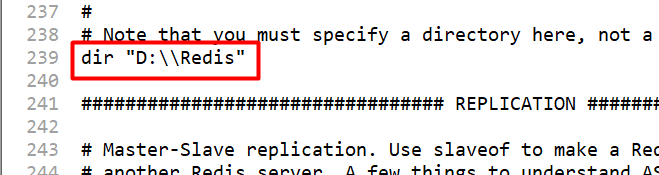 237 #
238 # Note that you must specify a directory here, not a
239 dir "D:\\Redis"
240
241 ################################# REPLICATION #######
242
243 # Master-Slave replication. Use slaveof to make a Red
244 # another Redis server. A few things to understand AS